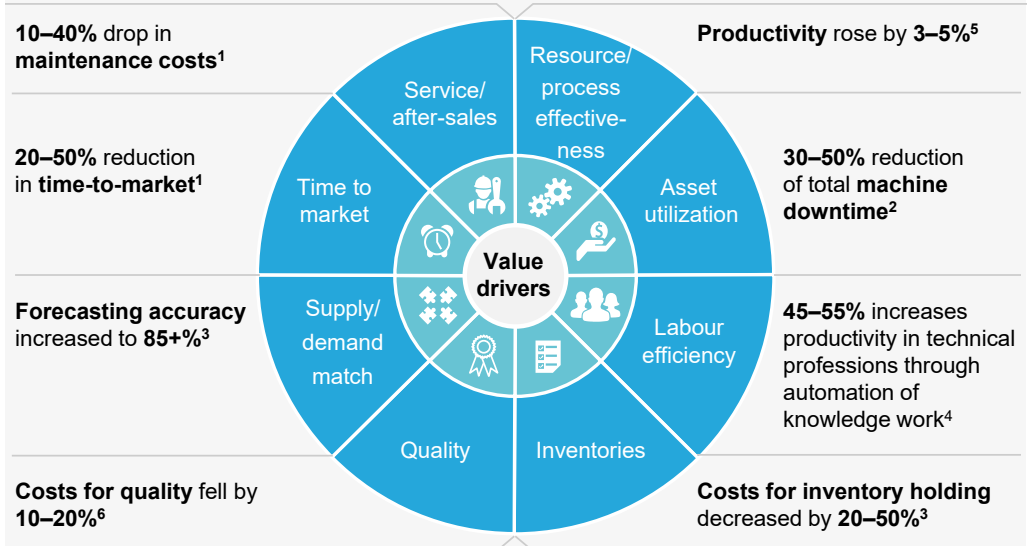 10–40% drop in
maintenance costs¹
Productivity rose by 3–5%⁵
Service/
after-sales
Resource/
process
effective-
ness
20–50% reduction
in time-to-market¹
Time to
market
Asset
utilization
30–50% reduction
of total machine
downtime²
$
Value
drivers
Forecasting accuracy
increased to 85+%³
Supply/
demand
match
Labour
efficiency
45–55% increases
productivity in technical
professions through
automation of
knowledge work⁴
Quality
Inventories
Costs for quality fell by
10–20%⁶
Costs for inventory holding
decreased by 20–50%³